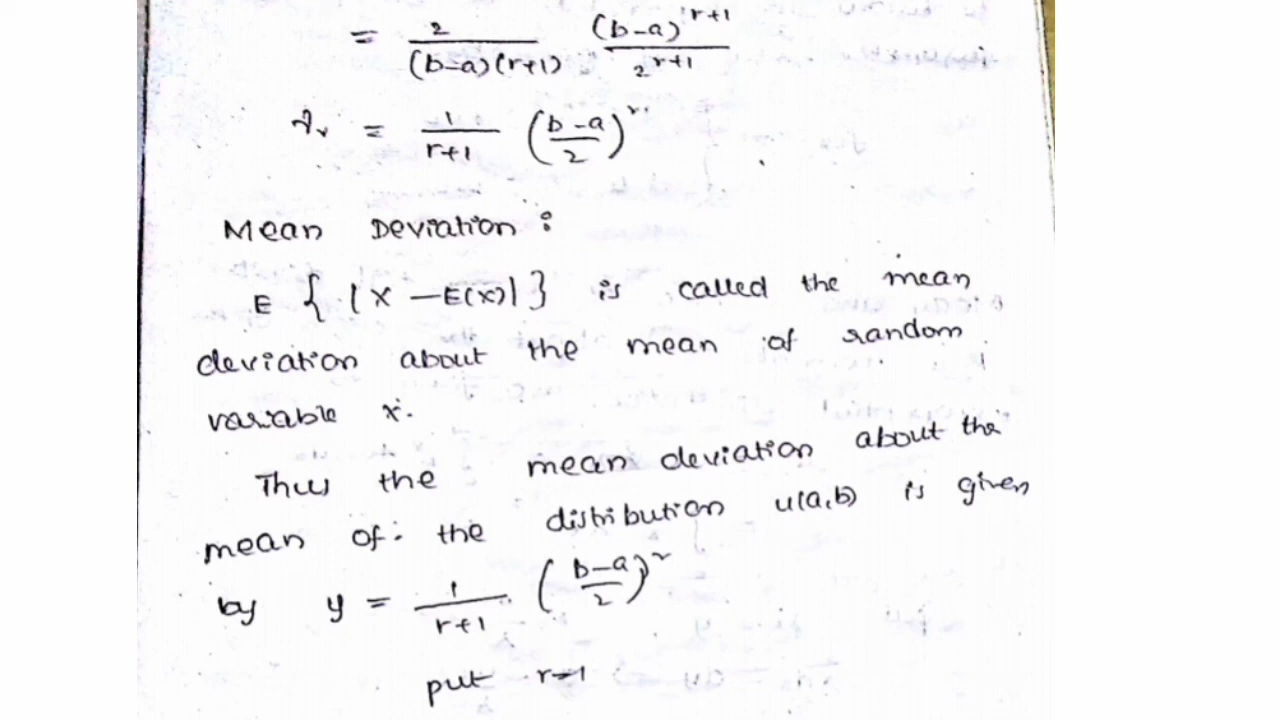 = 2 / (b-a)(r+1) (b-a)^r+1 / 2^r+1
= 1 / r+1 ( b-a / 2 )^r
Mean Deviation :
E { |X - E(x)| } is called the mean
deviation about the mean of random
variable x.
Thus the mean deviation about the
mean of the distribution u(a,b) is given
by y = 1 / r+1 ( b-a / 2 )^r
put r=1